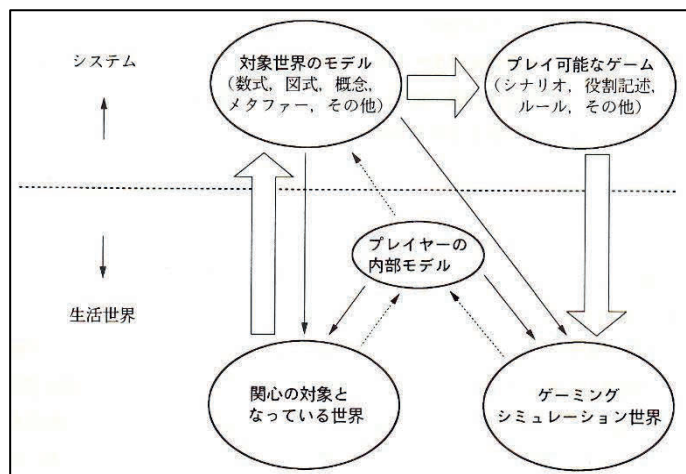 システム
対象世界のモデル
(数式，図式，概念，
メタファー，その他)
プレイ可能なゲーム
(シナリオ，役割記述，
ルール，その他)
プレイヤーの
内部モデル
生活世界
関心の対象と
なっている世界
ゲーミング
シミュレーション世界